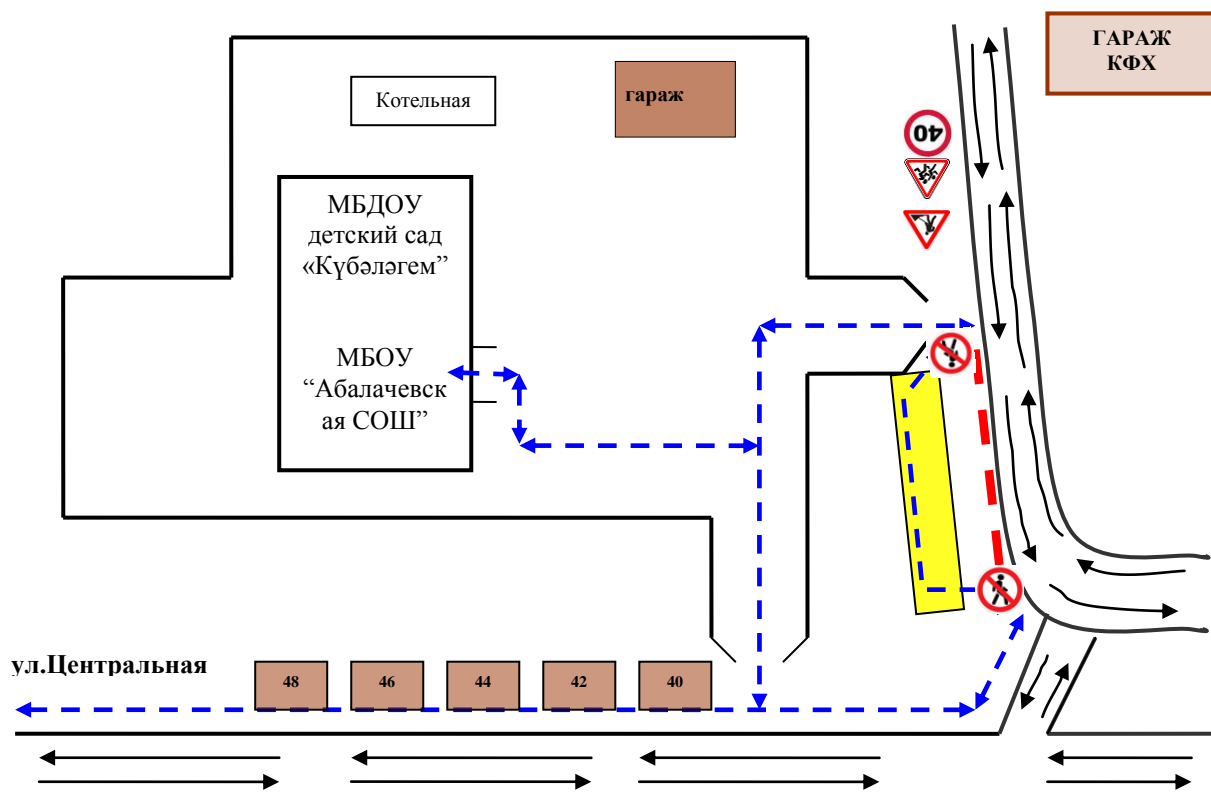 ГАРАЖ
КФХ
Котельная
гараж
40
МБДОУ
детский сад
«Күбәләгем”
МБОУ
“Абалачевск
ая СОШ”
ул.Центральная
48
46
44
42
40